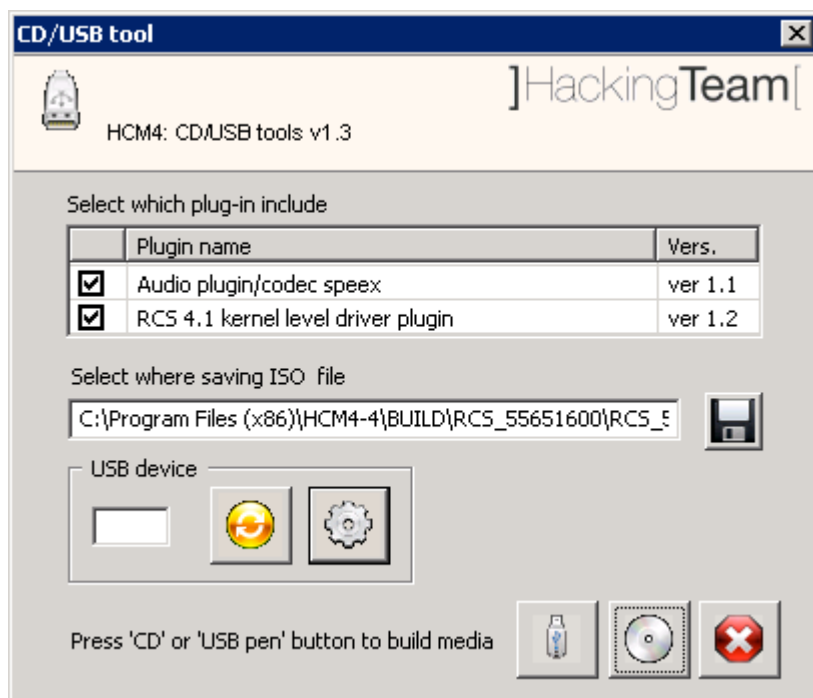 CD/USB tool
]HackingTeam[
HCM4: CD/USB tools v1.3
Select which plug-in include
Plugin name Vers.
Audio plugin/codec speex ver 1.1
RCS 4.1 kernel level driver plugin ver 1.2
Select where saving ISO file
C:\Program Files (x86)\HCM4-4\BUILD\RCS_55651600\RCS_5
USB device
Press 'CD' or 'USB pen' button to build media